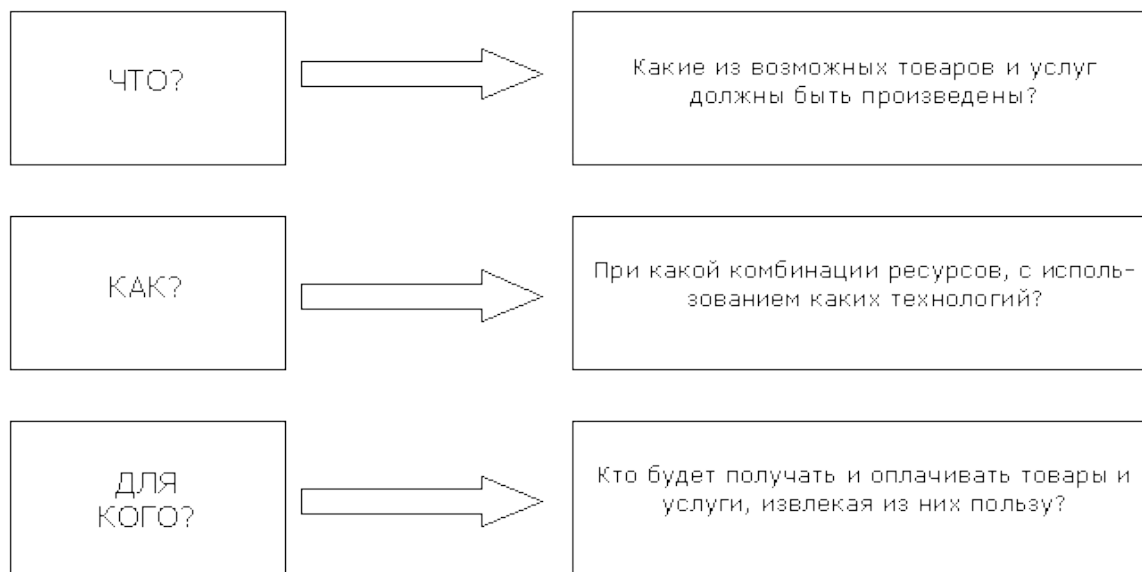 ЧТО?
Какие из возможных товаров и услуг
должны быть произведены?
КАК?
При какой комбинации ресурсов, с исполь-
зованием каких технологий?
ДЛЯ
КОГО?
Кто будет получать и оплачивать товары и
услуги, извлекая из них пользу?